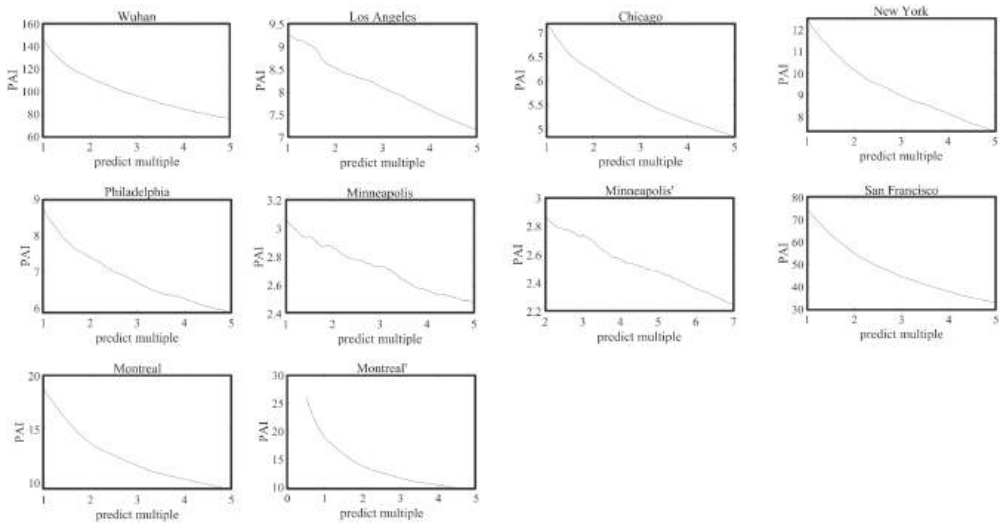 Wuhan
160
140
120
100
80
60
PAI
1 2 3 4 5
predict multiple
Los Angeles
9.5
9
8.5
8
7.5
7
PAI
1 2 3 4 5
predict multiple
Chicago
7
6.5
6
5.5
5
PAI
1 2 3 4 5
predict multiple
New York
12
11
10
9
8
PAI
1 2 3 4 5
predict multiple
Philadelphia
9
8
7
6
PAI
1 2 3 4 5
predict multiple
Minneapolis
3.2
3
2.8
2.6
2.4
PAI
1 2 3 4 5
predict multiple
Minneapolis'
3
2.8
2.6
2.4
2.2
PAI
2 3 4 5 6 7
predict multiple
San Francisco
80
70
60
50
40
30
PAI
1 2 3 4 5
predict multiple
Montreal
20
15
10
PAI
1 2 3 4 5
predict multiple
Montreal'
30
25
20
15
10
PAI
0 1 2 3 4 5
predict multiple